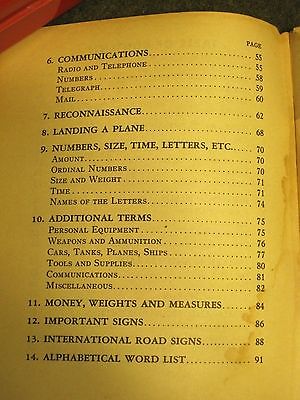 PAGE
6. COMMUNICATIONS 55
RADIO AND TELEPHONE 55
NUMBERS 58
TELEGRAPH 59
MAIL 60
7. RECONNAISSANCE 62
8. LANDING A PLANE 68
9. NUMBERS, SIZE, TIME, LETTERS, ETC. 70
AMOUNT 70
ORDINAL NUMBERS 70
SIZE AND WEIGHT 71
TIME 71
NAMES OF THE LETTERS 74
10. ADDITIONAL TERMS 75
PERSONAL EQUIPMENT 75
WEAPONS AND AMMUNITION 76
CARS, TANKS, PLANES, SHIPS 77
TOOLS AND SUPPLIES 80
COMMUNICATIONS 81
MISCELLANEOUS 82
11. MONEY, WEIGHTS AND MEASURES 84
12. IMPORTANT SIGNS 86
13. INTERNATIONAL ROAD SIGNS 88
14. ALPHABETICAL WORD LIST 91